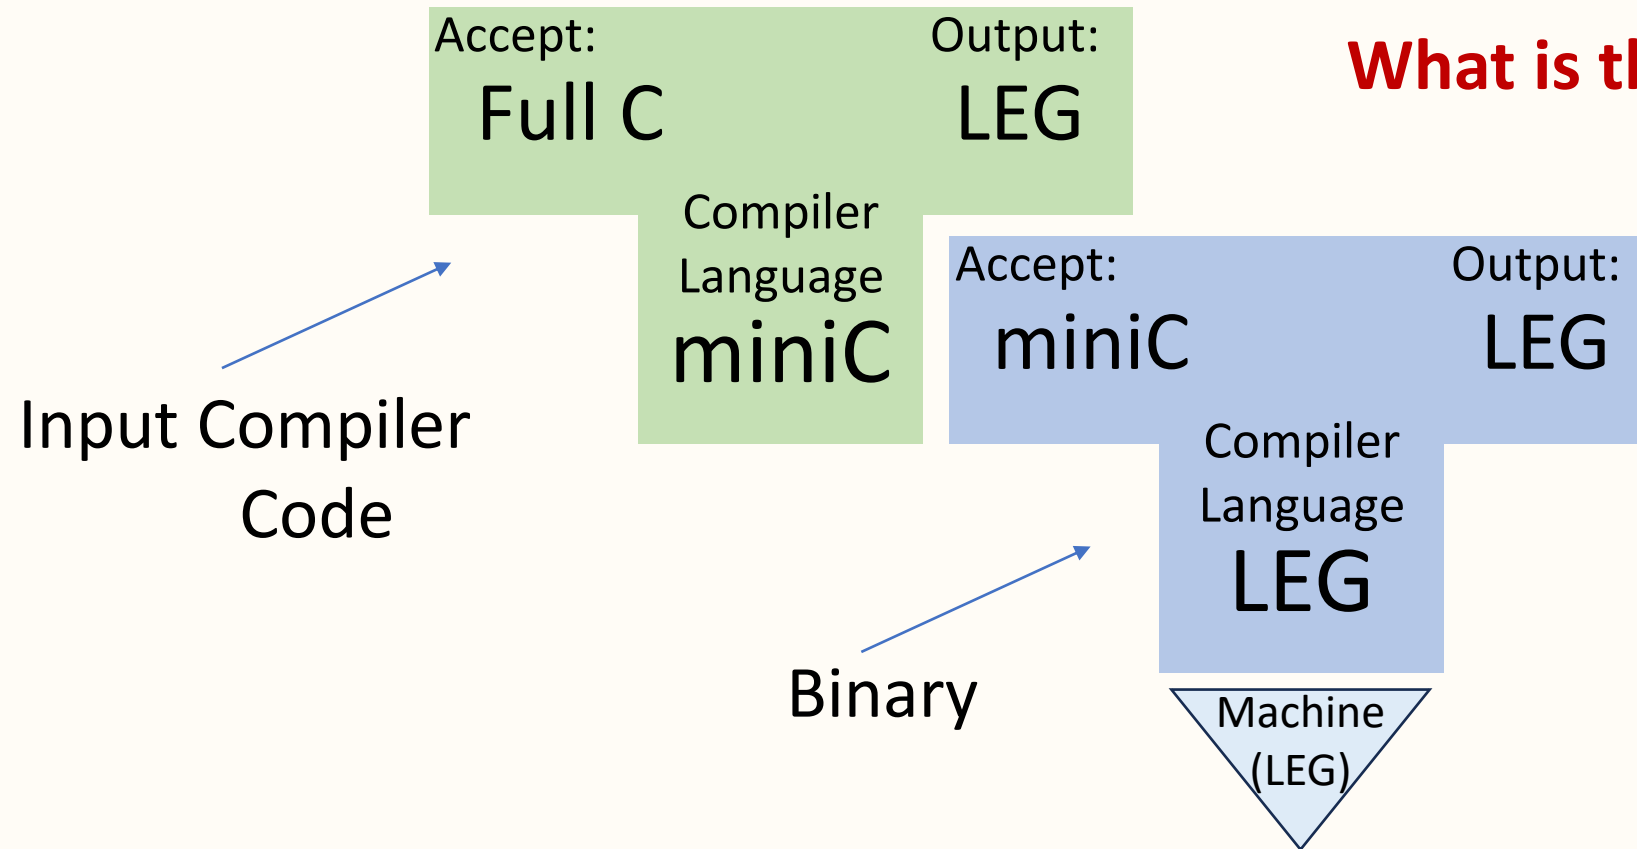 Accept:
Output:
Full C
LEG
What is
Compiler
Language
miniC
Accept:
Output:
miniC
LEG
Input Compiler
Code
Compiler
Language
LEG
Binary
Machine
(LEG)